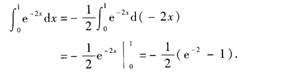 ∫₀¹ e⁻²ˣ dx = −1/2 ∫₀¹ e⁻²ˣ d(−2x)
= −1/2 e⁻²ˣ |₀¹ = −1/2 (e⁻² − 1).